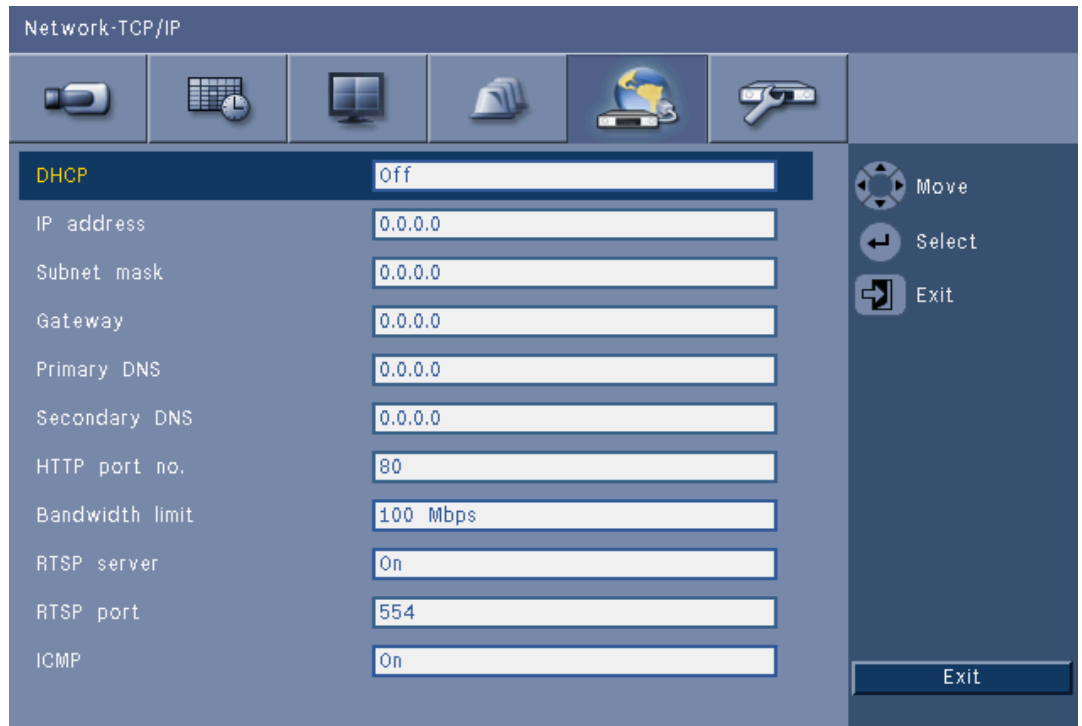 Network-TCP/IP
DHCP Off
IP address 0.0.0.0
Subnet mask 0.0.0.0
Gateway 0.0.0.0
Primary DNS 0.0.0.0
Secondary DNS 0.0.0.0
HTTP port no. 80
Bandwidth limit 100 Mbps
RTSP server On
RTSP port 554
ICMP On
Move
Select
Exit
Exit